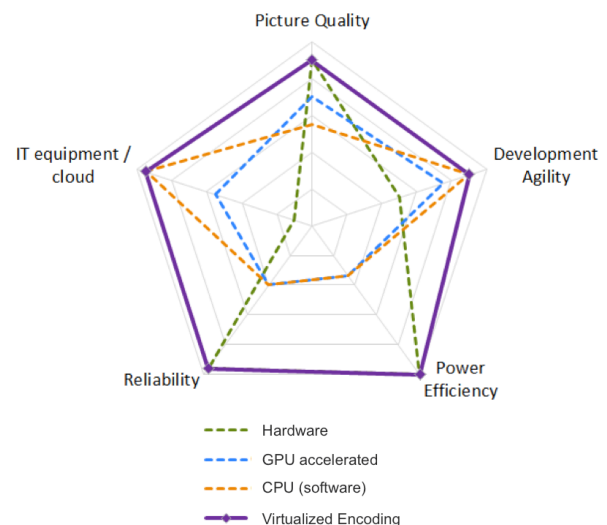 Picture Quality
IT equipment /
cloud
Development
Agility
Reliability
Power
Efficiency
Hardware
GPU accelerated
CPU (software)
Virtualized Encoding